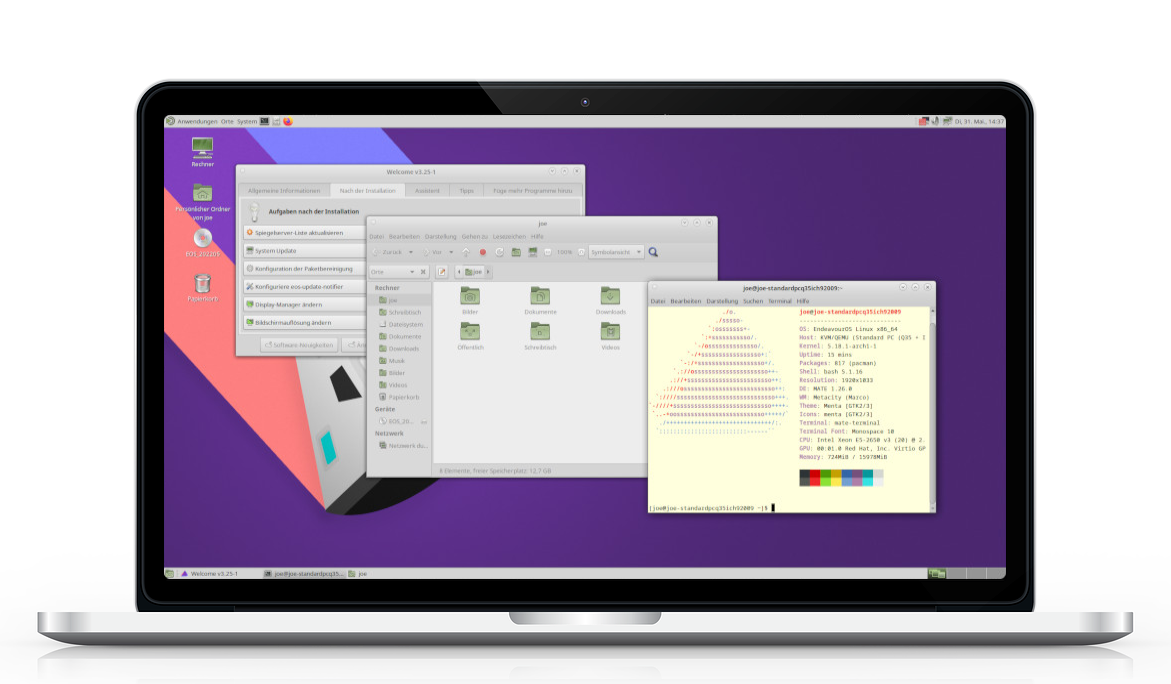 Anwendungen Orte System
Di, 31. Mai, 14:37
Rechner
Persönlicher Ordner
von joe
EOS_202205
Papierkorb
Welcome v3.25-1
Allgemeine Informationen Nach der Installation Assistent Tipps Füge mehr Programme hinzu
Aufgaben nach der Installation
Spiegelserver-Liste aktualisieren
System Update
Konfiguration der Paketbereinigung
Konfiguriere eos-update-notifier
Display-Manager ändern
Bildschirmauflösung ändern
Software-Neuigkeiten
joe
Datei Bearbeiten Darstellung Gehen zu Lesezeichen Hilfe
Zurück Vor 100% Symbolansicht
Orte joe
Rechner
joe
Schreibtisch
Dateisystem
Dokumente
Downloads
Musik
Bilder
Videos
Papierkorb
Geräte
EOS_20...
Netzwerk
Netzwerk du...
Bilder Dokumente Downloads
Öffentlich Schreibtisch Videos
8 Elemente, freier Speicherplatz: 12,7 GB
joe@joe-standardpcq35ich92009:~
Datei Bearbeiten Darstellung Suchen Terminal Hilfe
joe@joe-standardpcq35ich92009
-----------------------------
OS: EndeavourOS Linux x86_64
Host: KVM/QEMU (Standard PC (Q35 + I
Kernel: 5.18.1-arch1-1
Uptime: 15 mins
Packages: 817 (pacman)
Shell: bash 5.1.16
Resolution: 1920x1033
DE: MATE 1.26.0
WM: Metacity (Marco)
Theme: Menta [GTK2/3]
Icons: menta [GTK2/3]
Terminal: mate-terminal
Terminal Font: Monospace 10
CPU: Intel Xeon E5-2650 v3 (20) @ 2.
GPU: 00:01.0 Red Hat, Inc. Virtio GP
Memory: 724MiB / 15978MiB
[joe@joe-standardpcq35ich92009 ~]$
Welcome v3.25-1 joe@joe-standardpcq35... joe